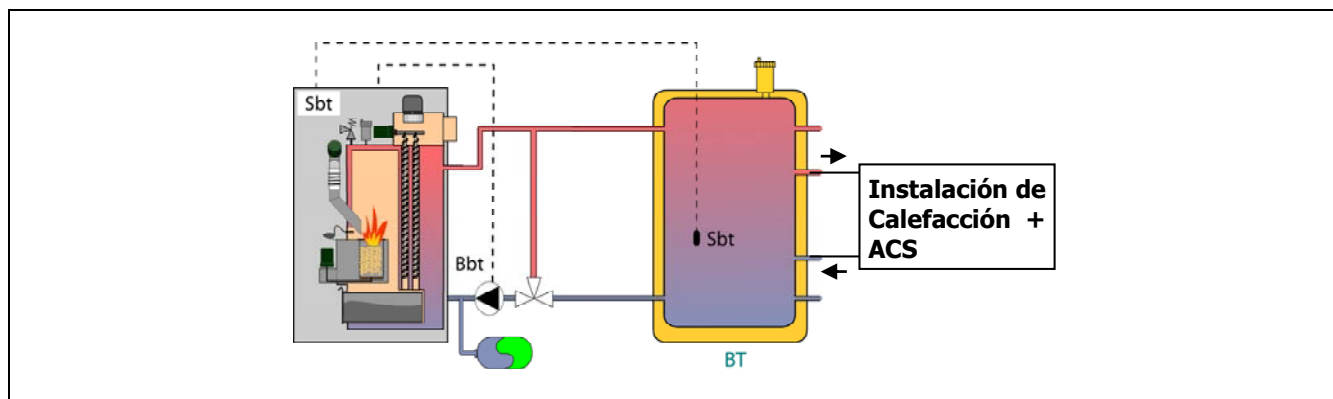 Sbt
Bbt
Sbt
Instalación de
Calefacción +
ACS
BT